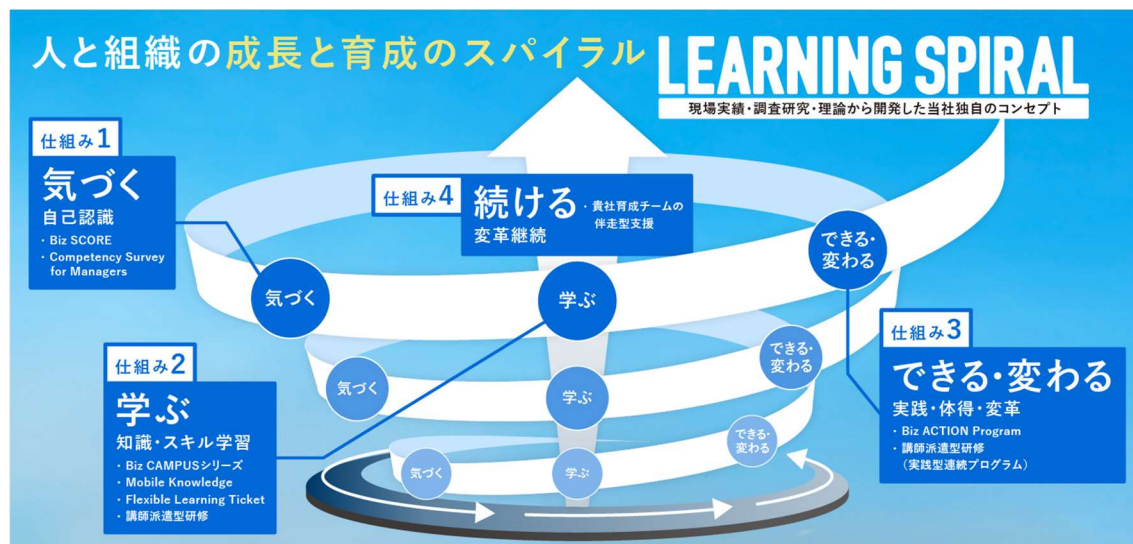 人と組織の成長と育成のスパイラル
LEARNING SPIRAL
現場実績・調査研究・理論から開発した当社独自のコンセプト
仕組み1
気づく
自己認識
・Biz SCORE
・Competency Survey
for Managers
仕組み4
続ける
変革継続
・貴社育成チームの
伴走型支援
できる・
変わる
気づく
学ぶ
仕組み2
学ぶ
知識・スキル学習
・Biz CAMPUSシリーズ
・Mobile Knowledge
・Flexible Learning Ticket
・講師派遣型研修
仕組み3
できる・変わる
実践・体得・変革
・Biz ACTION Program
・講師派遣型研修
（実践型連続プログラム）
気づく
学ぶ
できる・
変わる
気づく
学ぶ
できる・
変わる